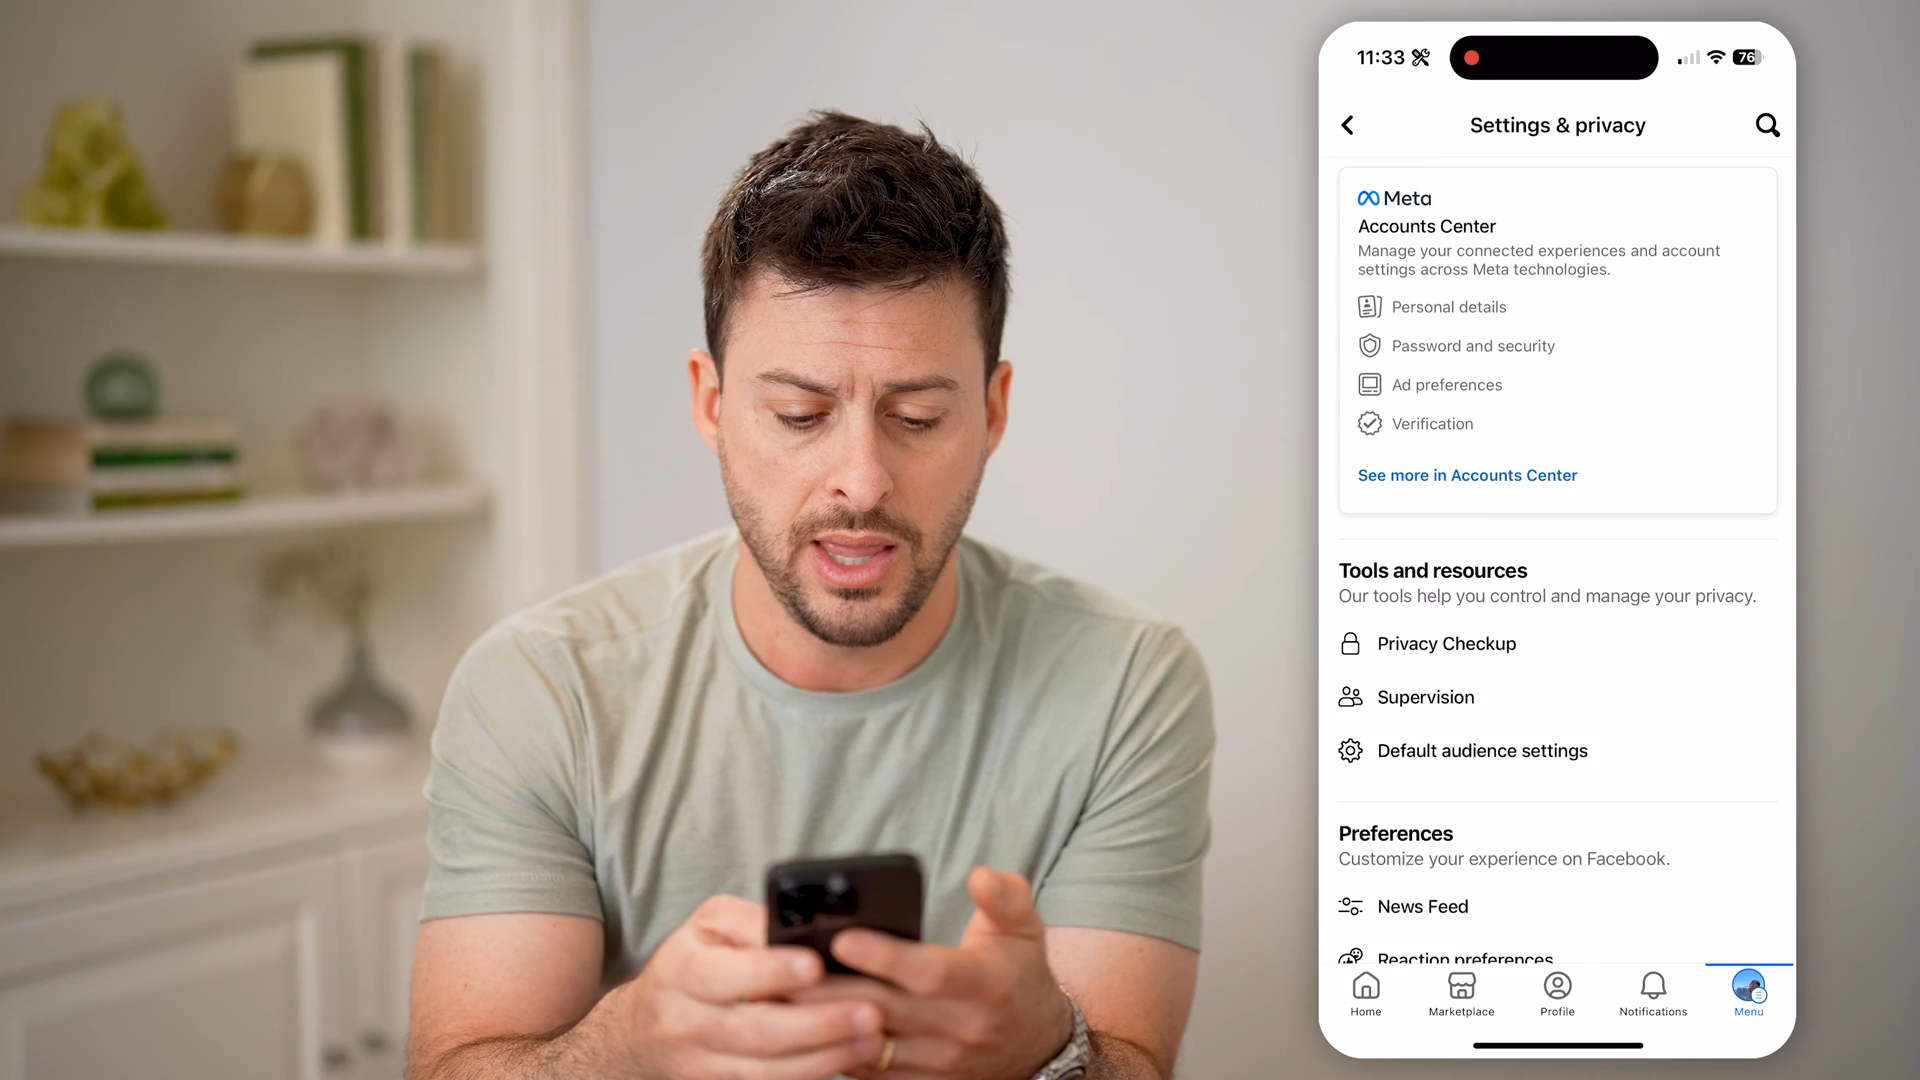 11:33
76
Settings & privacy
Meta
Accounts Center
Manage your connected experiences and account
settings across Meta technologies.
Personal details
Password and security
Ad preferences
Verification
See more in Accounts Center
Tools and resources
Our tools help you control and manage your privacy.
Privacy Checkup
Supervision
Default audience settings
Preferences
Customize your experience on Facebook.
News Feed
Reaction preferences
Home
Marketplace
Profile
Notifications
Menu